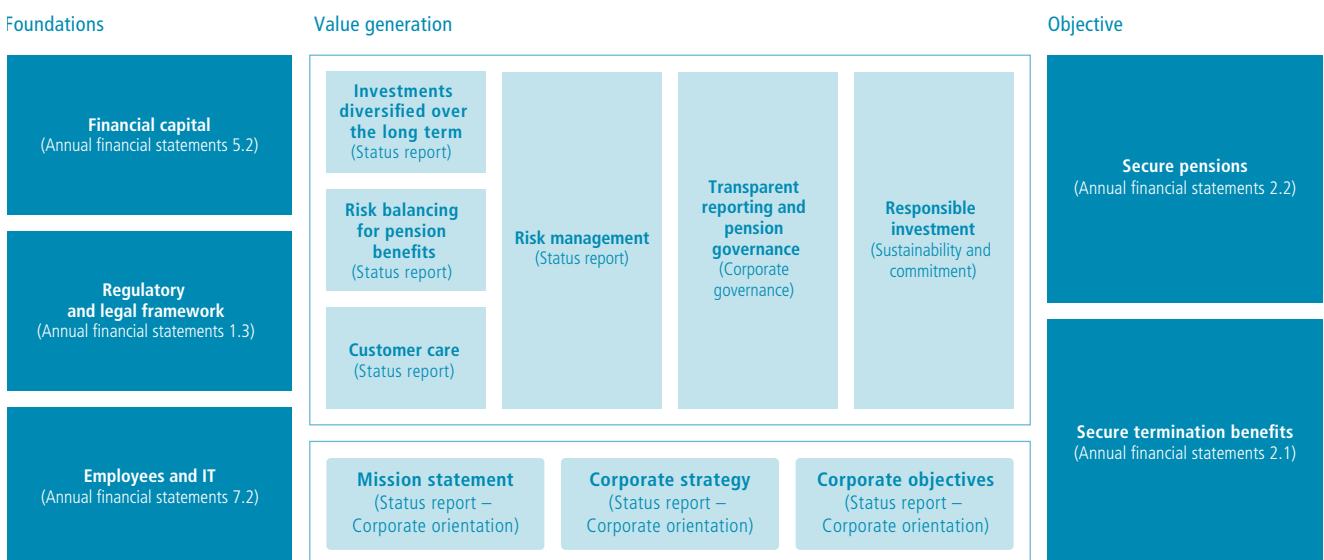 Foundations
Value generation
Objective
Financial capital
(Annual financial statements 5.2)
Regulatory
and legal framework
(Annual financial statements 1.3)
Employees and IT
(Annual financial statements 7.2)
Investments
diversified over
the long term
(Status report)
Risk balancing
for pension
benefits
(Status report)
Customer care
(Status report)
Risk management
(Status report)
Transparent
reporting and
pension
governance
(Corporate
governance)
Responsible
investment
(Sustainability and
commitment)
Mission statement
(Status report –
Corporate orientation)
Corporate strategy
(Status report –
Corporate orientation)
Corporate objectives
(Status report –
Corporate orientation)
Secure pensions
(Annual financial statements 2.2)
Secure termination benefits
(Annual financial statements 2.1)